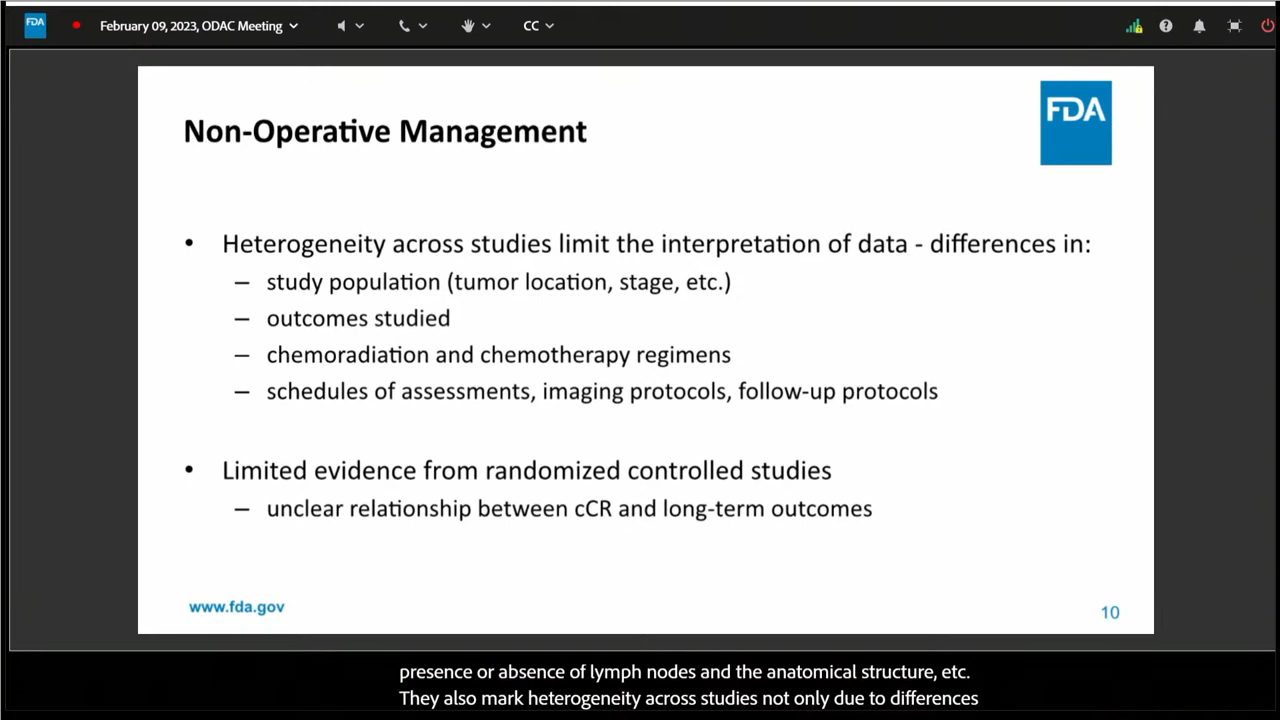 FDA
February 09, 2023, ODAC Meeting
CC
FDA
Non-Operative Management
• Heterogeneity across studies limit the interpretation of data - differences in:
– study population (tumor location, stage, etc.)
– outcomes studied
– chemoradiation and chemotherapy regimens
– schedules of assessments, imaging protocols, follow-up protocols
• Limited evidence from randomized controlled studies
– unclear relationship between cCR and long-term outcomes
www.fda.gov
10
presence or absence of lymph nodes and the anatomical structure, etc.
They also mark heterogeneity across studies not only due to differences